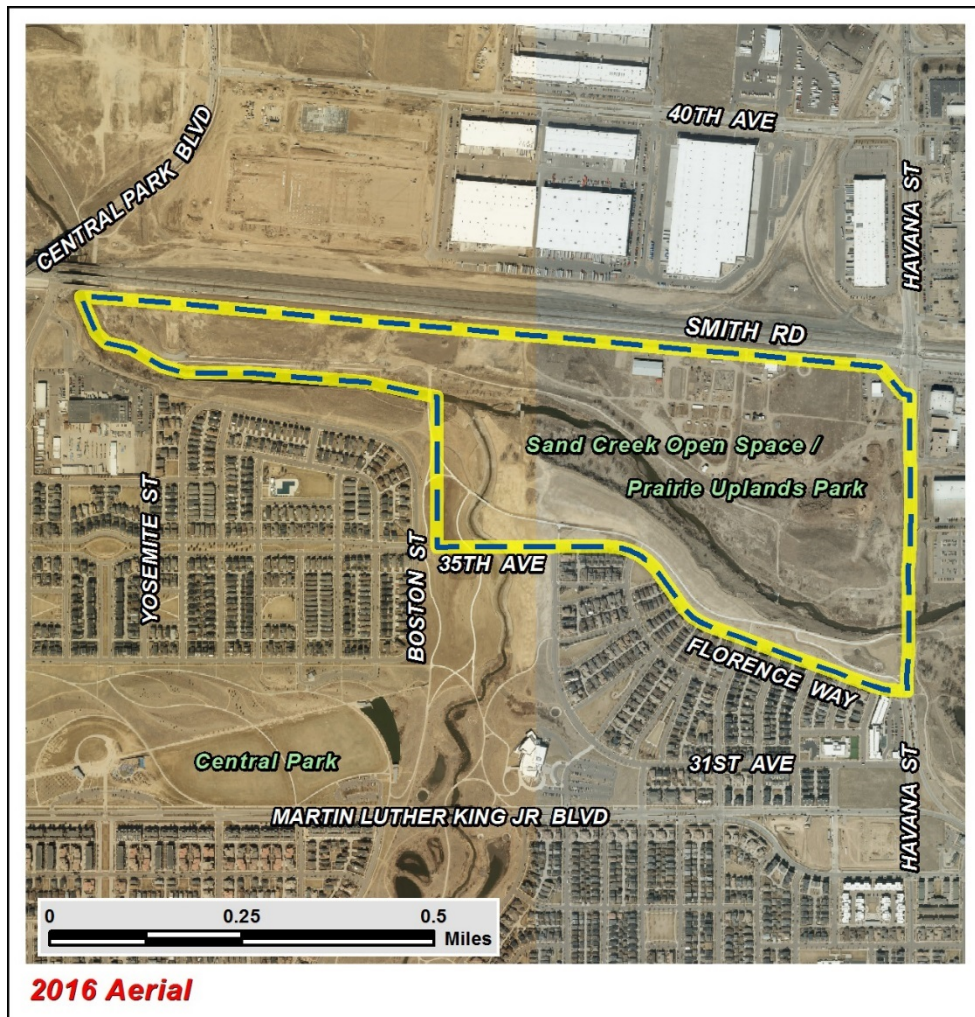 40TH AVE
CENTRAL PARK BLVD
HAVANA ST
SMITH RD
Sand Creek Open Space /
Prairie Uplands Park
YOSEMITE ST
BOSTON ST
35TH AVE
FLORENCE WAY
Central Park
31ST AVE
HAVANA ST
MARTIN LUTHER KING JR BLVD
0 0.25 0.5
Miles
2016 Aerial